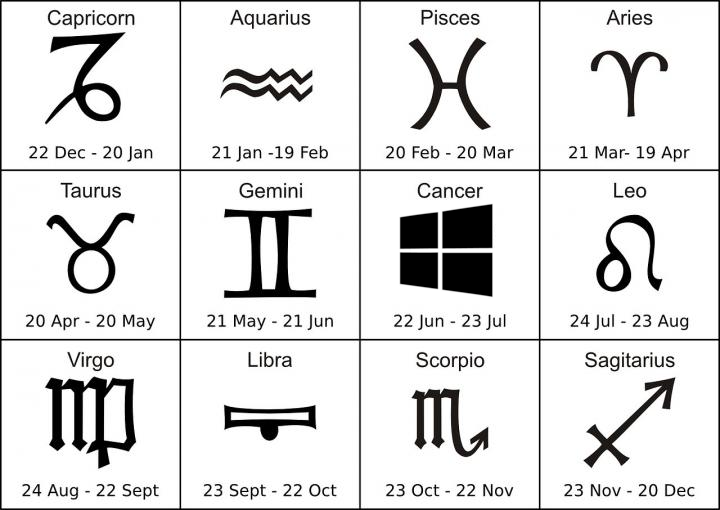 Capricorn
22 Dec - 20 Jan
Aquarius
21 Jan -19 Feb
Pisces
20 Feb - 20 Mar
Aries
21 Mar- 19 Apr
Taurus
20 Apr - 20 May
Gemini
21 May - 21 Jun
Cancer
22 Jun - 23 Jul
Leo
24 Jul - 23 Aug
Virgo
24 Aug - 22 Sept
Libra
23 Sept - 22 Oct
Scorpio
23 Oct - 22 Nov
Sagitarius
23 Nov - 20 Dec